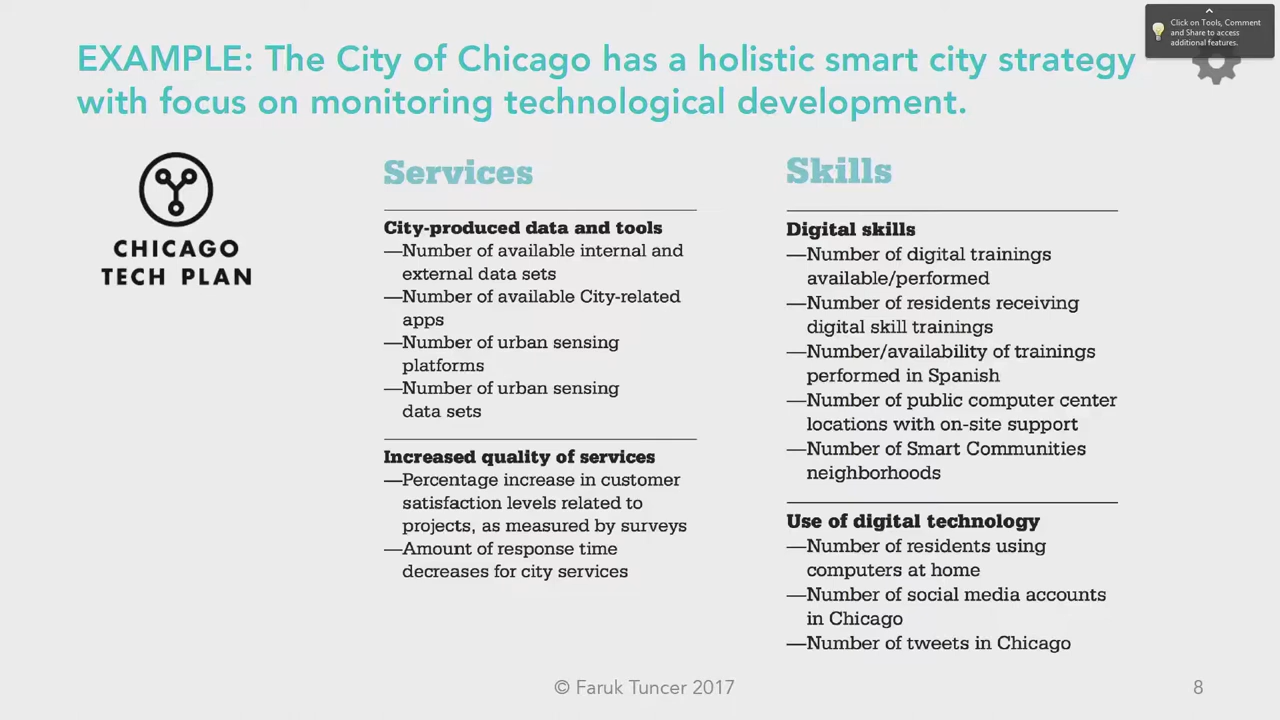 EXAMPLE: The City of Chicago has a holistic smart city strategy
with focus on monitoring technological development.
Click on Tools, Comment
and Share to access
additional features.
CHICAGO
TECH PLAN
Services
City-produced data and tools
—Number of available internal and
external data sets
—Number of available City-related
apps
—Number of urban sensing
platforms
—Number of urban sensing
data sets
Increased quality of services
—Percentage increase in customer
satisfaction levels related to
projects, as measured by surveys
—Amount of response time
decreases for city services
Skills
Digital skills
—Number of digital trainings
available/performed
—Number of residents receiving
digital skill trainings
—Number/availability of trainings
performed in Spanish
—Number of public computer center
locations with on-site support
—Number of Smart Communities
neighborhoods
Use of digital technology
—Number of residents using
computers at home
—Number of social media accounts
in Chicago
—Number of tweets in Chicago
© Faruk Tuncer 2017
8